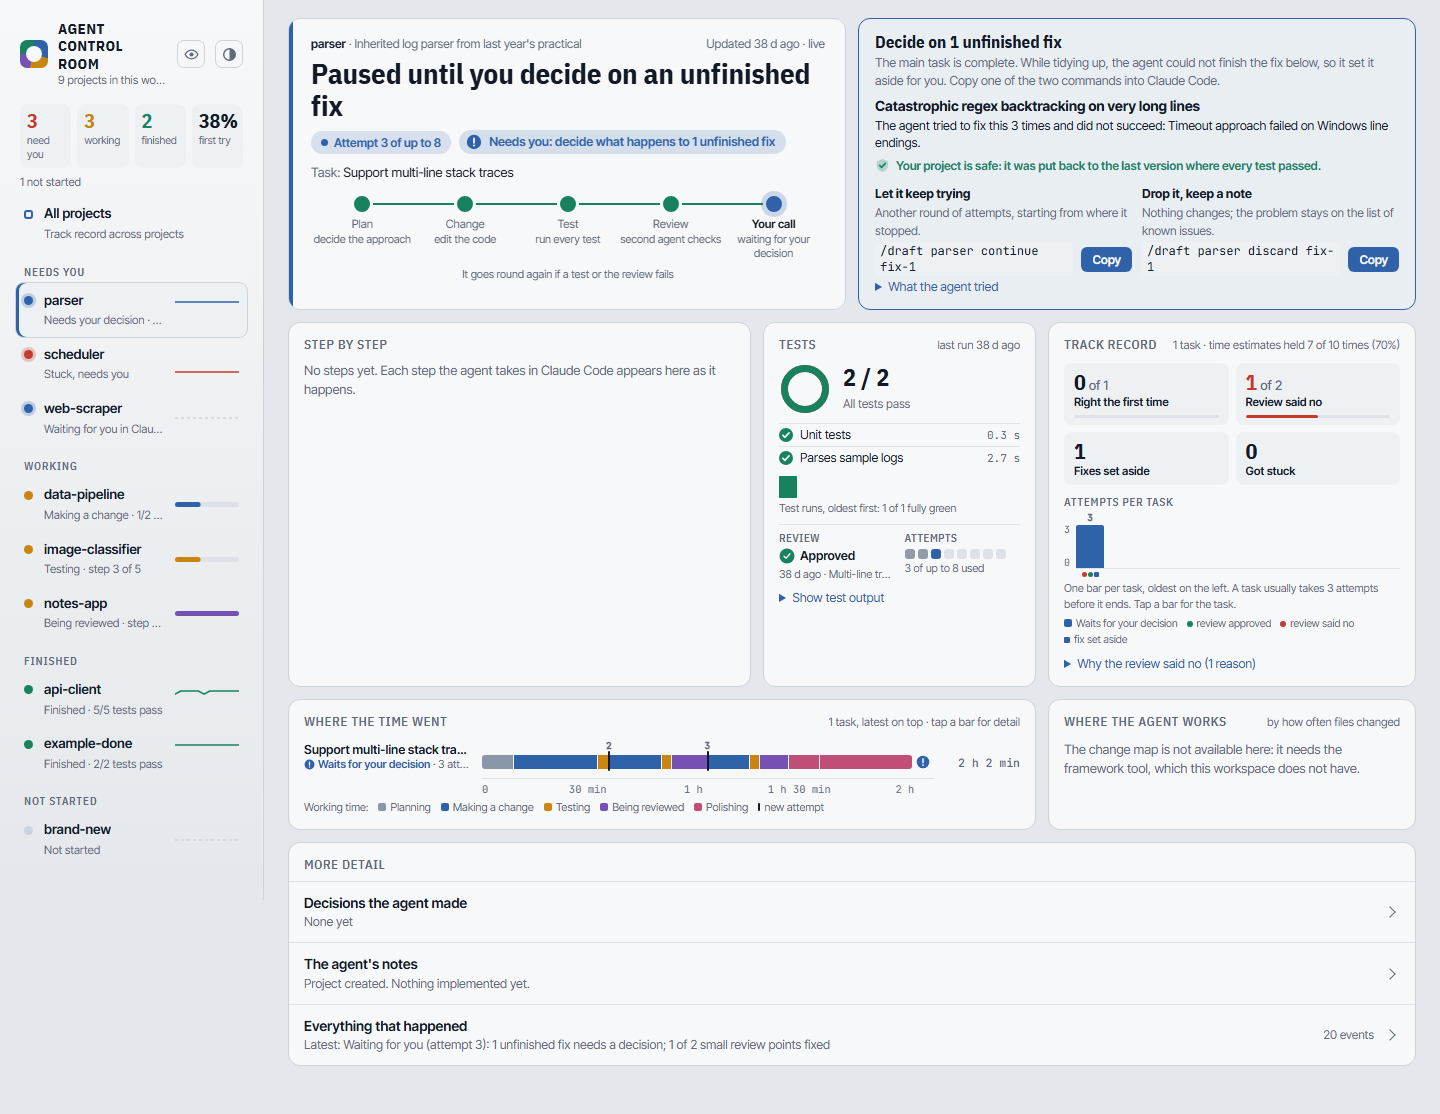 AGENT
CONTROL
ROOM
9 projects in this wo...
3
need
you
3
working
2
finished
38%
first try
1 not started
All projects
Track record across projects
NEEDS YOU
parser
Needs your decision · ...
scheduler
Stuck, needs you
web-scraper
Waiting for you in Clau...
WORKING
data-pipeline
Making a change · 1/2 ...
image-classifier
Testing · step 3 of 5
notes-app
Being reviewed · step ...
FINISHED
api-client
Finished · 5/5 tests pass
example-done
Finished · 2/2 tests pass
NOT STARTED
brand-new
Not started
parser · Inherited log parser from last year's practical
Updated 38 d ago · live
Paused until you decide on an unfinished
fix
Attempt 3 of up to 8
Needs you: decide what happens to 1 unfinished fix
Task: Support multi-line stack traces
Plan
decide the approach
Change
edit the code
Test
run every test
Review
second agent checks
Your call
waiting for your
decision
It goes round again if a test or the review fails
Decide on 1 unfinished fix
The main task is complete. While tidying up, the agent could not finish the fix below, so it set it
aside for you. Copy one of the two commands into Claude Code.
Catastrophic regex backtracking on very long lines
The agent tried to fix this 3 times and did not succeed: Timeout approach failed on Windows line
endings.
Your project is safe: it was put back to the last version where every test passed.
Let it keep trying
Another round of attempts, starting from where it
stopped.
/draft parser continue
fix-1
Copy
Drop it, keep a note
Nothing changes; the problem stays on the list of
known issues.
/draft parser discard fix-
1
Copy
What the agent tried
STEP BY STEP
No steps yet. Each step the agent takes in Claude Code appears here as it
happens.
TESTS
last run 38 d ago
2 / 2
All tests pass
Unit tests
0.3 s
Parses sample logs
2.7 s
Test runs, oldest first: 1 of 1 fully green
REVIEW
Approved
38 d ago · Multi-line tr...
ATTEMPTS
3 of up to 8 used
Show test output
TRACK RECORD
1 task · time estimates held 7 of 10 times (70%)
0 of 1
Right the first time
1 of 2
Review said no
1
Fixes set aside
0
Got stuck
ATTEMPTS PER TASK
3
3
0
One bar per task, oldest on the left. A task usually takes 3 attempts
before it ends. Tap a bar for the task.
Waits for your decision
review approved
review said no
fix set aside
Why the review said no (1 reason)
WHERE THE TIME WENT
1 task, latest on top · tap a bar for detail
Support multi-line stack tra...
Waits for your decision · 3 att...
2
3
2 h 2 min
0
30 min
1 h
1 h 30 min
2 h
Working time:
Planning
Making a change
Testing
Being reviewed
Polishing
new attempt
WHERE THE AGENT WORKS
by how often files changed
The change map is not available here: it needs the
framework tool, which this workspace does not have.
MORE DETAIL
Decisions the agent made
None yet
The agent's notes
Project created. Nothing implemented yet.
Everything that happened
Latest: Waiting for you (attempt 3): 1 unfinished fix needs a decision; 1 of 2 small review points fixed
20 events